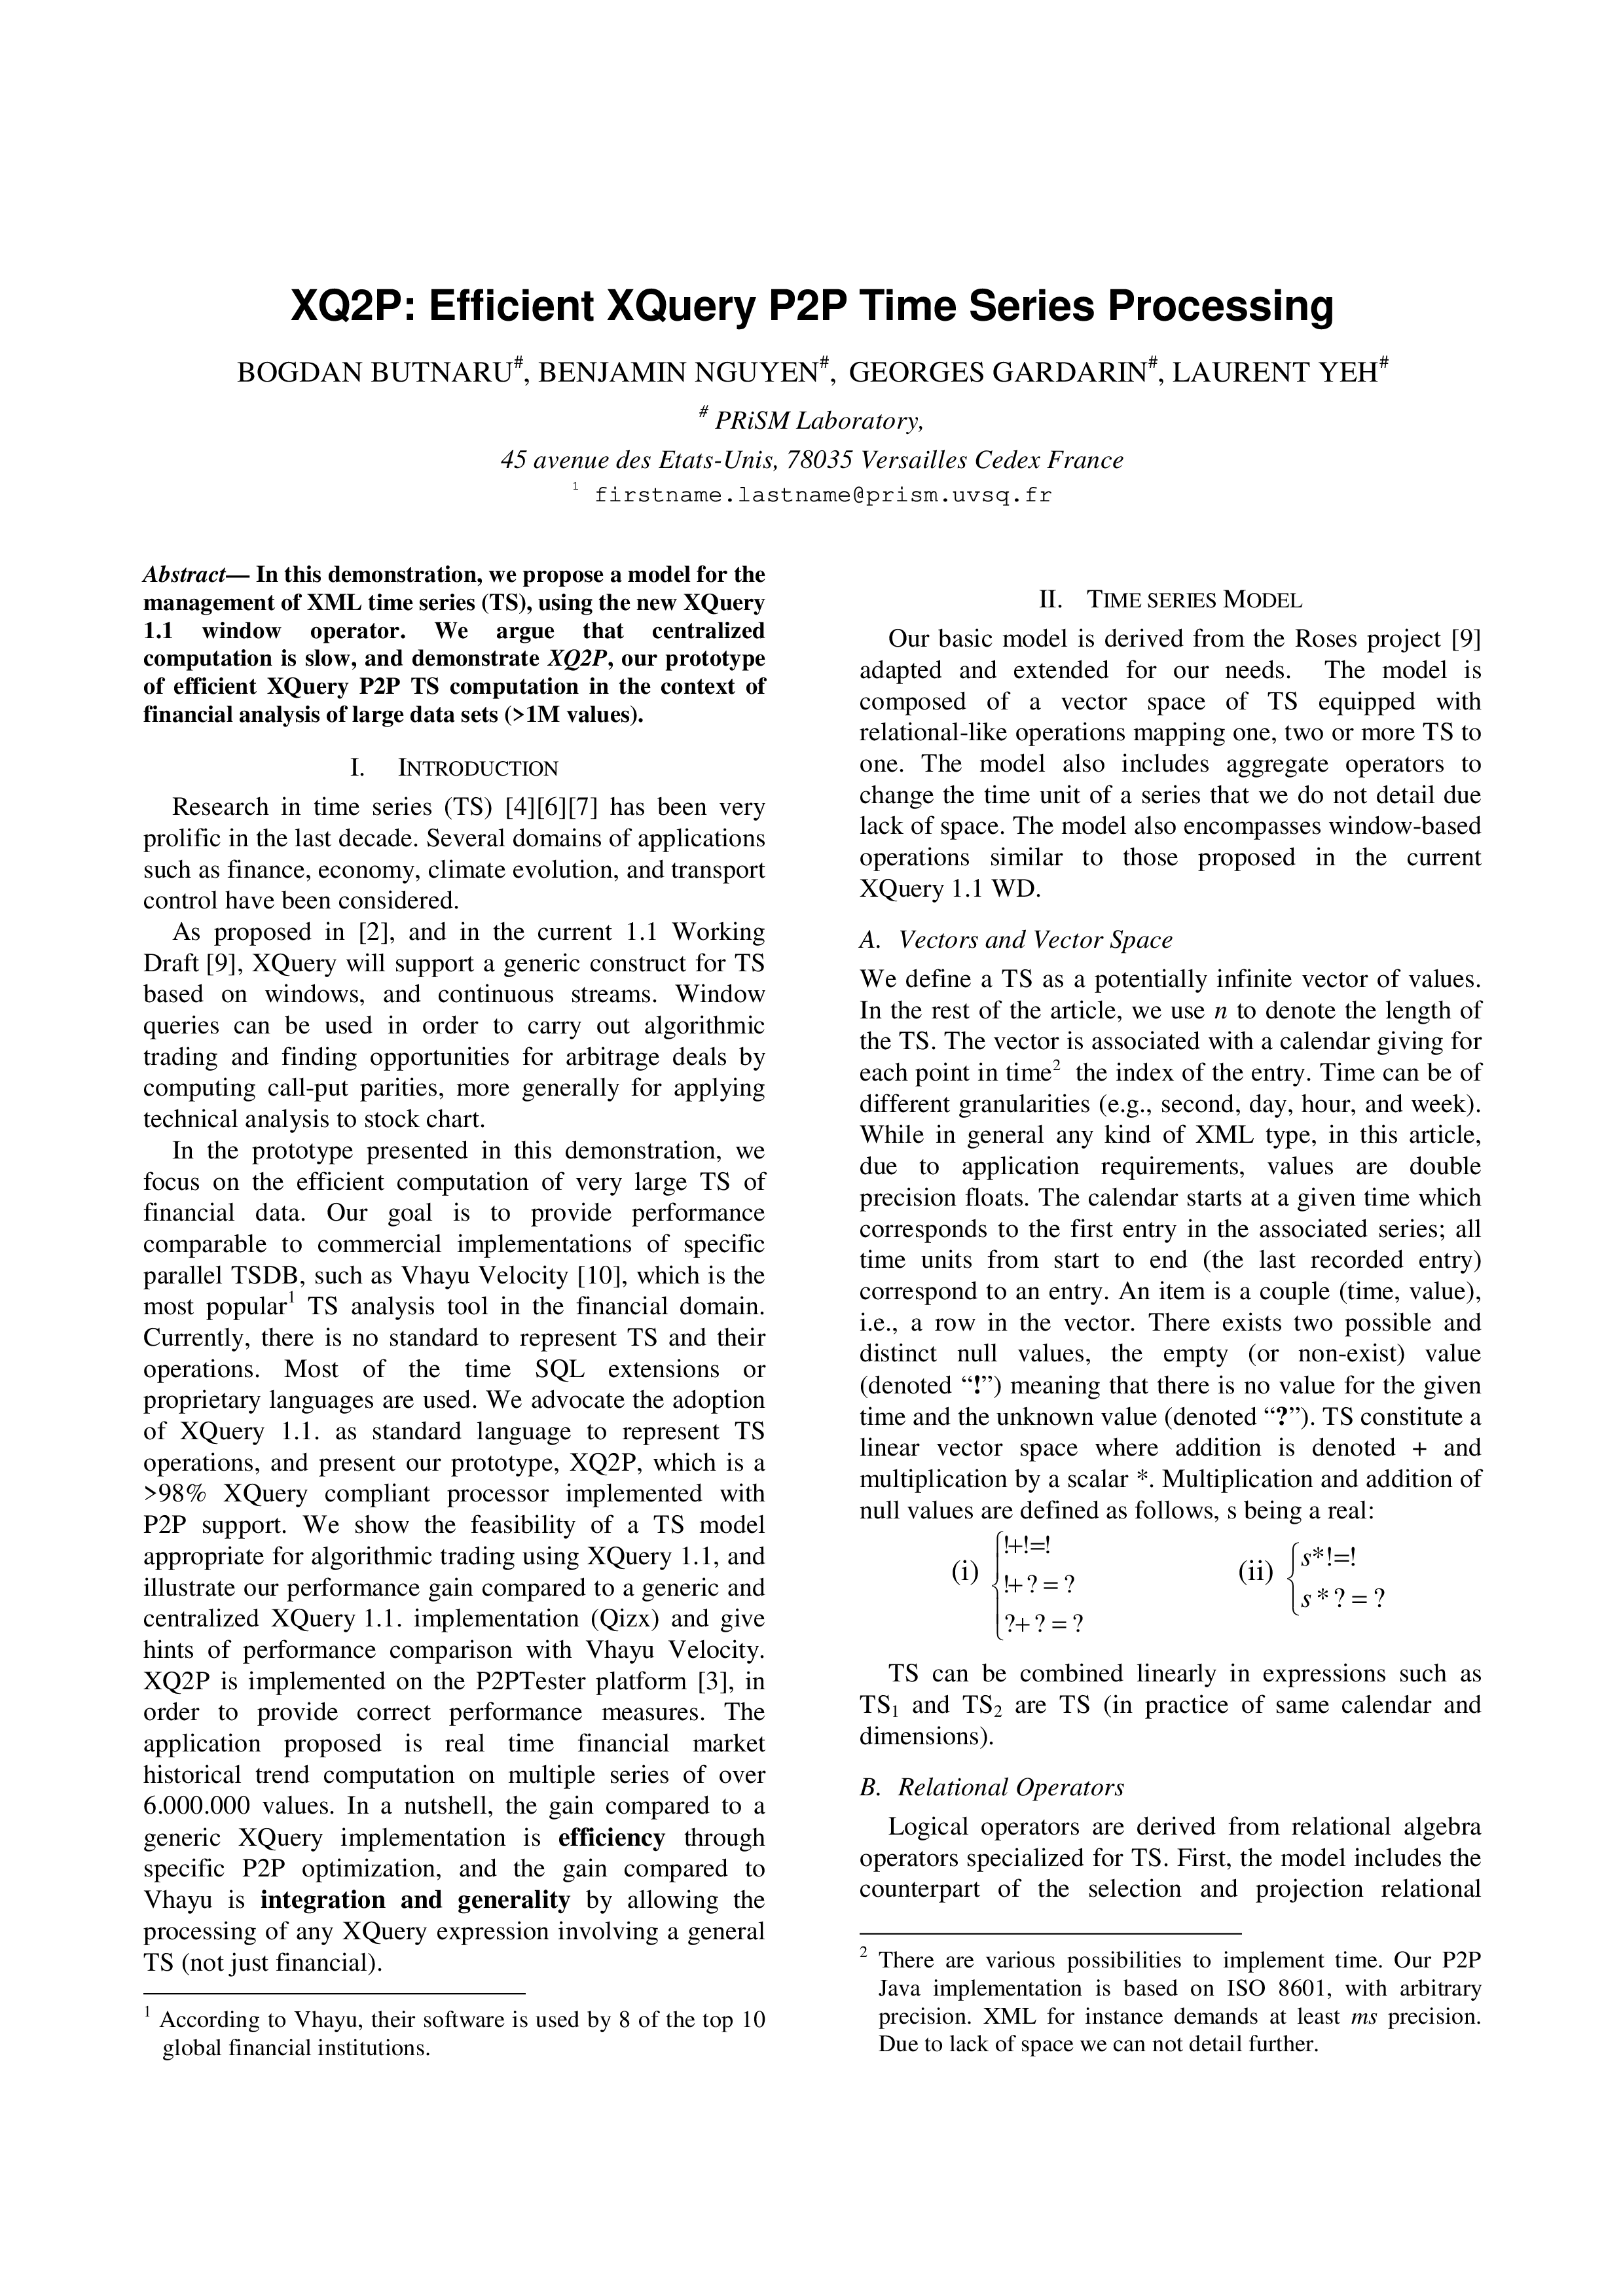 XQ2P: Efficient XQuery P2P Time Series Processing
BOGDAN BUTNARU#, BENJAMIN NGUYEN#, GEORGES GARDARIN#, LAURENT YEH#
# PRiSM Laboratory,
45 avenue des Etats-Unis, 78035 Versailles Cedex France
1 firstname.lastname@prism.uvsq.fr
Abstract— In this demonstration, we propose a model for the
management of XML time series (TS), using the new XQuery
1.1 window operator. We argue that centralized
computation is slow, and demonstrate XQ2P, our prototype
of efficient XQuery P2P TS computation in the context of
financial analysis of large data sets (>1M values).
I. INTRODUCTION
Research in time series (TS) [4][6][7] has been very
prolific in the last decade. Several domains of applications
such as finance, economy, climate evolution, and transport
control have been considered.
As proposed in [2], and in the current 1.1 Working
Draft [9], XQuery will support a generic construct for TS
based on windows, and continuous streams. Window
queries can be used in order to carry out algorithmic
trading and finding opportunities for arbitrage deals by
computing call-put parities, more generally for applying
technical analysis to stock chart.
In the prototype presented in this demonstration, we
focus on the efficient computation of very large TS of
financial data. Our goal is to provide performance
comparable to commercial implementations of specific
parallel TSDB, such as Vhayu Velocity [10], which is the
most popular1 TS analysis tool in the financial domain.
Currently, there is no standard to represent TS and their
operations. Most of the time SQL extensions or
proprietary languages are used. We advocate the adoption
of XQuery 1.1. as standard language to represent TS
operations, and present our prototype, XQ2P, which is a
>98% XQuery compliant processor implemented with
P2P support. We show the feasibility of a TS model
appropriate for algorithmic trading using XQuery 1.1, and
illustrate our performance gain compared to a generic and
centralized XQuery 1.1. implementation (Qizx) and give
hints of performance comparison with Vhayu Velocity.
XQ2P is implemented on the P2PTester platform [3], in
order to provide correct performance measures. The
application proposed is real time financial market
historical trend computation on multiple series of over
6.000.000 values. In a nutshell, the gain compared to a
generic XQuery implementation is efficiency through
specific P2P optimization, and the gain compared to
Vhayu is integration and generality by allowing the
processing of any XQuery expression involving a general
TS (not just financial).
1 According to Vhayu, their software is used by 8 of the top 10
global financial institutions.
II. TIME SERIES MODEL
Our basic model is derived from the Roses project [9]
adapted and extended for our needs. The model is
composed of a vector space of TS equipped with
relational-like operations mapping one, two or more TS to
one. The model also includes aggregate operators to
change the time unit of a series that we do not detail due
lack of space. The model also encompasses window-based
operations similar to those proposed in the current
XQuery 1.1 WD.
A. Vectors and Vector Space
We define a TS as a potentially infinite vector of values.
In the rest of the article, we use n to denote the length of
the TS. The vector is associated with a calendar giving for
each point in time2 the index of the entry. Time can be of
different granularities (e.g., second, day, hour, and week).
While in general any kind of XML type, in this article,
due to application requirements, values are double
precision floats. The calendar starts at a given time which
corresponds to the first entry in the associated series; all
time units from start to end (the last recorded entry)
correspond to an entry. An item is a couple (time, value),
i.e., a row in the vector. There exists two possible and
distinct null values, the empty (or non-exist) value
(denoted “!”) meaning that there is no value for the given
time and the unknown value (denoted “?”). TS constitute a
linear vector space where addition is denoted + and
multiplication by a scalar *. Multiplication and addition of
null values are defined as follows, s being a real:
(i) { !+!=!
!+ ? = ?
?+ ? = ?
(ii) { s*!=!
s * ? = ?
TS can be combined linearly in expressions such as
TS1 and TS2 are TS (in practice of same calendar and
dimensions).
B. Relational Operators
Logical operators are derived from relational algebra
operators specialized for TS. First, the model includes the
counterpart of the selection and projection relational
2 There are various possibilities to implement time. Our P2P
Java implementation is based on ISO 8601, with arbitrary
precision. XML for instance demands at least ms precision.
Due to lack of space we can not detail further.